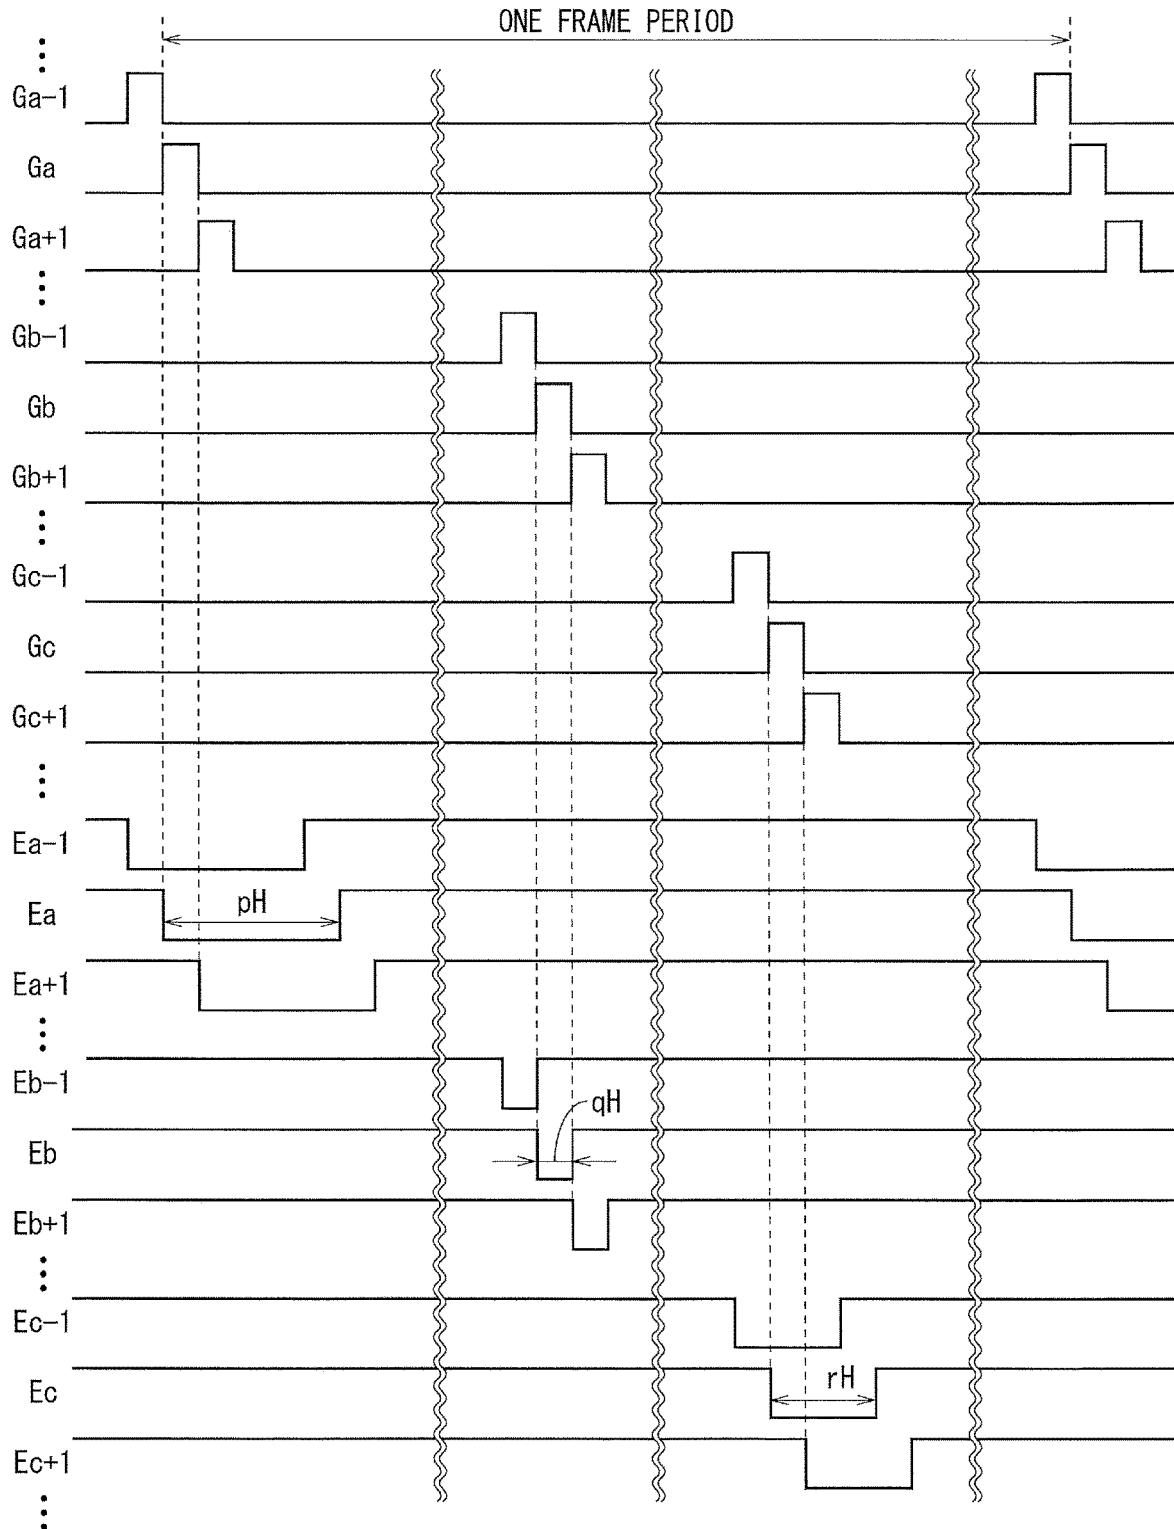 ONE FRAME PERIOD
Ga-1
Ga
Ga+1
Gb-1
Gb
Gb+1
Gc-1
Gc
Gc+1
Ea-1
Ea
pH
Ea+1
Eb-1
qH
Eb
Eb+1
Ec-1
Ec
rH
Ec+1